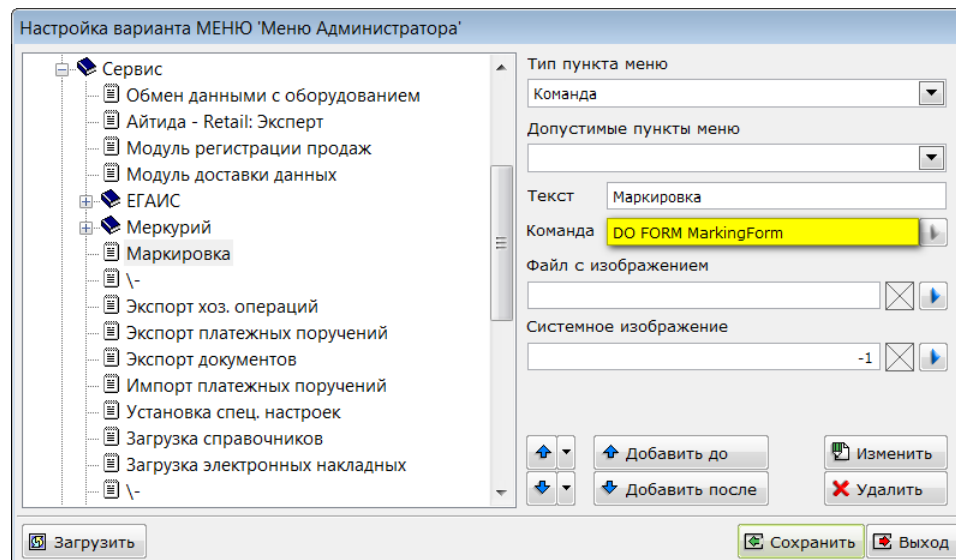 Настройка варианта МЕНЮ 'Меню Администратора'
Сервис
Обмен данными с оборудованием
Айтида - Retail: Эксперт
Модуль регистрации продаж
Модуль доставки данных
ЕГАИС
Меркурий
Маркировка
\-
Экспорт хоз. операций
Экспорт платежных поручений
Экспорт документов
Импорт платежных поручений
Установка спец. настроек
Загрузка справочников
Загрузка электронных накладных
\-
Тип пункта меню
Команда
Допустимые пункты меню
Текст Маркировка
Команда DO FORM MarkingForm
Файл с изображением
Системное изображение
-1
Добавить до Изменить
Добавить после Удалить
Загрузить Сохранить Выход